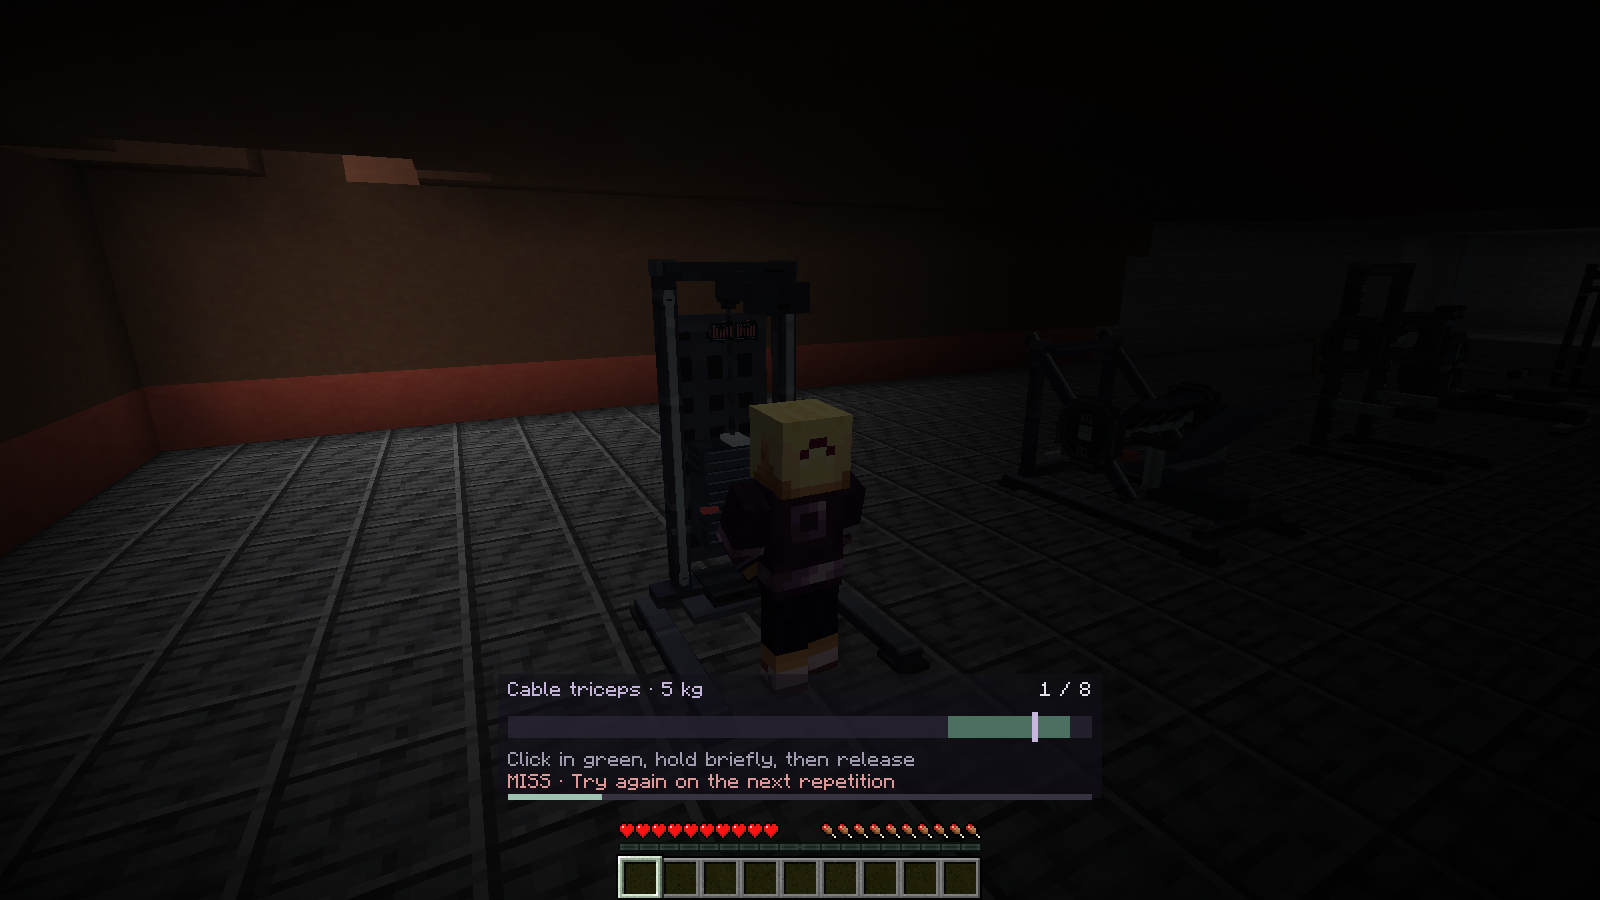 Cable triceps · 5 kg
1 / 8
Click in green, hold briefly, then release
MISS · Try again on the next repetition